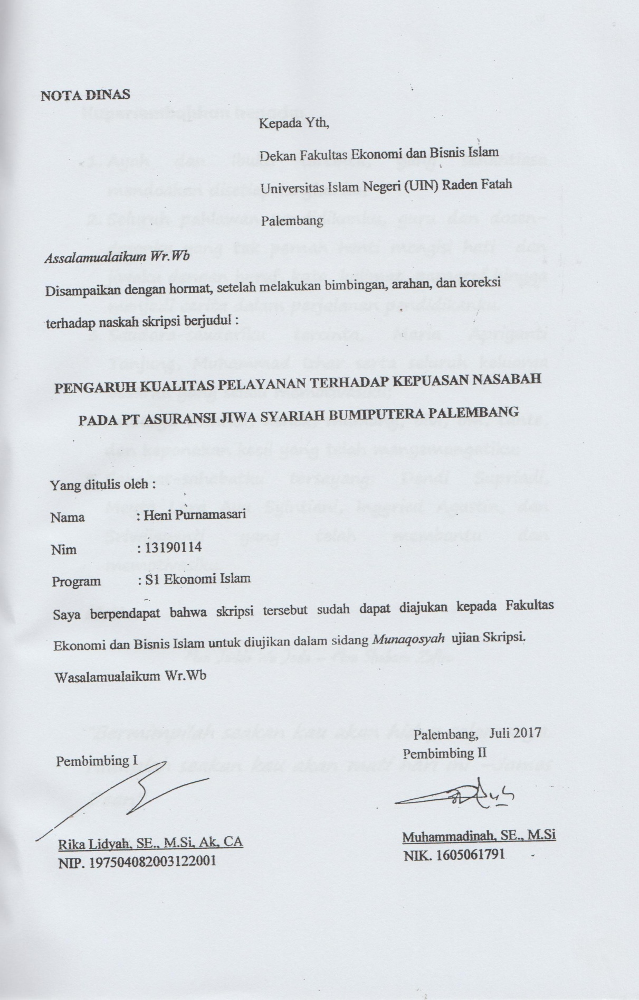 NOTA DINAS
Kepada Yth,
Dekan Fakultas Ekonomi dan Bisnis Islam
Universitas Islam Negeri (UIN) Raden Fatah
Palembang
Assalamualaikum Wr.Wb
Disampaikan dengan hormat, setelah melakukan bimbingan, arahan, dan koreksi
terhadap naskah skripsi berjudul :
PENGARUH KUALITAS PELAYANAN TERHADAP KEPUASAN NASABAH
PADA PT ASURANSI JIWA SYARIAH BUMIPUTERA PALEMBANG
Yang ditulis oleh :
Nama : Heni Purnamasari
Nim : 13190114
Program : S1 Ekonomi Islam
Saya berpendapat bahwa skripsi tersebut sudah dapat diajukan kepada Fakultas
Ekonomi dan Bisnis Islam untuk diujikan dalam sidang Munaqosyah ujian Skripsi.
Wasalamualaikum Wr.Wb
Palembang, Juli 2017
Pembimbing I
Pembimbing II
Rika Lidyah, SE., M.Si, Ak, CA
NIP. 197504082003122001
Muhammadinah, SE., M.Si
NIK. 1605061791